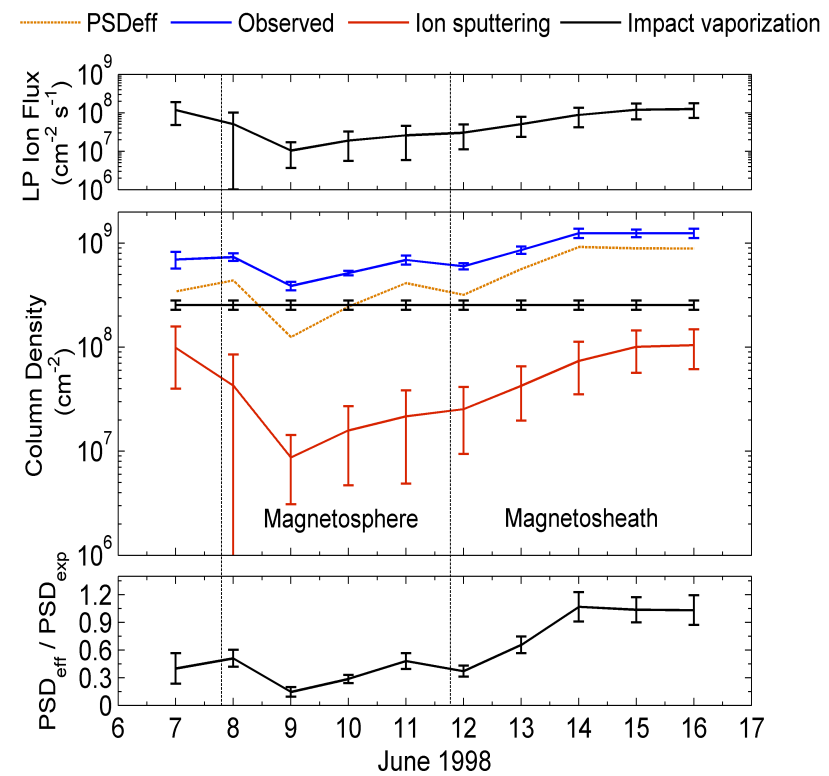 PSDeff Observed Ion sputtering Impact vaporization
LP Ion Flux
(cm⁻² s⁻¹)
10⁹
10⁸
10⁷
10⁶
Column Density
(cm⁻²)
10⁹
10⁸
10⁷
10⁶
Magnetosphere Magnetosheath
PSD_eff / PSD_exp
1.2
0.9
0.6
0.3
0
6 7 8 9 10 11 12 13 14 15 16 17
June 1998